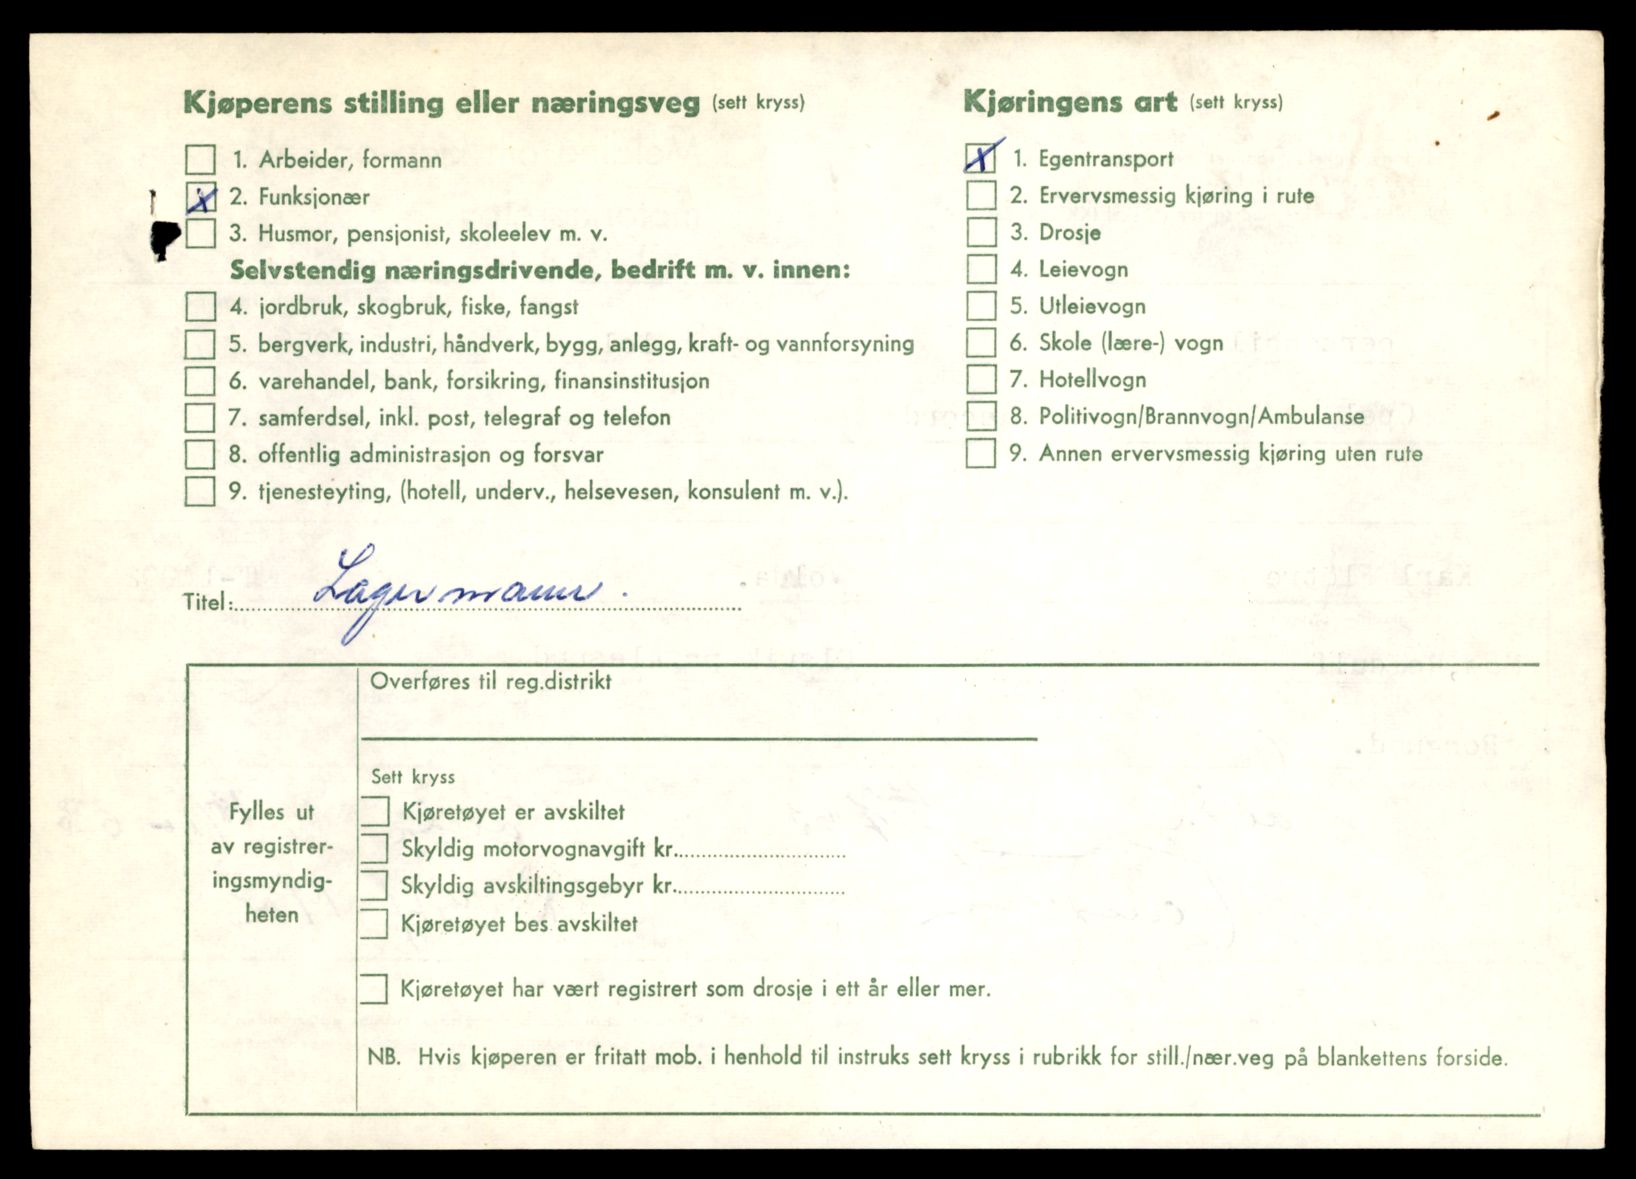 Kjøperens stilling eller næringsveg (sett kryss)
1. Arbeider, formann
X 2. Funksjonær
3. Husmor, pensjonist, skoleelev m. v.
Selvstendig næringsdrivende, bedrift m. v. innen:
4. jordbruk, skogbruk, fiske, fangst
5. bergverk, industri, håndverk, bygg, anlegg, kraft- og vannforsyning
6. varehandel, bank, forsikring, finansinstitusjon
7. samferdsel, inkl. post, telegraf og telefon
8. offentlig administrasjon og forsvar
9. tjenesteyting, (hotell, underv., helsevesen, konsulent m. v.).
Kjøringens art (sett kryss)
X 1. Egentransport
2. Ervervsmessig kjøring i rute
3. Drosje
4. Leievogn
5. Utleievogn
6. Skole (lære-) vogn
7. Hotellvogn
8. Politivogn/Brannvogn/Ambulanse
9. Annen ervervsmessig kjøring uten rute
Titel: Lagermann.
Fylles ut
av registrer-
ingsmyndig-
heten
Overføres til reg.distrikt
Sett kryss
Kjøretøyet er avskiltet
Skyldig motorvognavgift kr.
Skyldig avskiltingsgebyr kr.
Kjøretøyet bes avskiltet
Kjøretøyet har vært registrert som drosje i ett år eller mer.
NB. Hvis kjøperen er fritatt mob. i henhold til instruks sett kryss i rubrikk for still./nær.veg på blankettens forside.